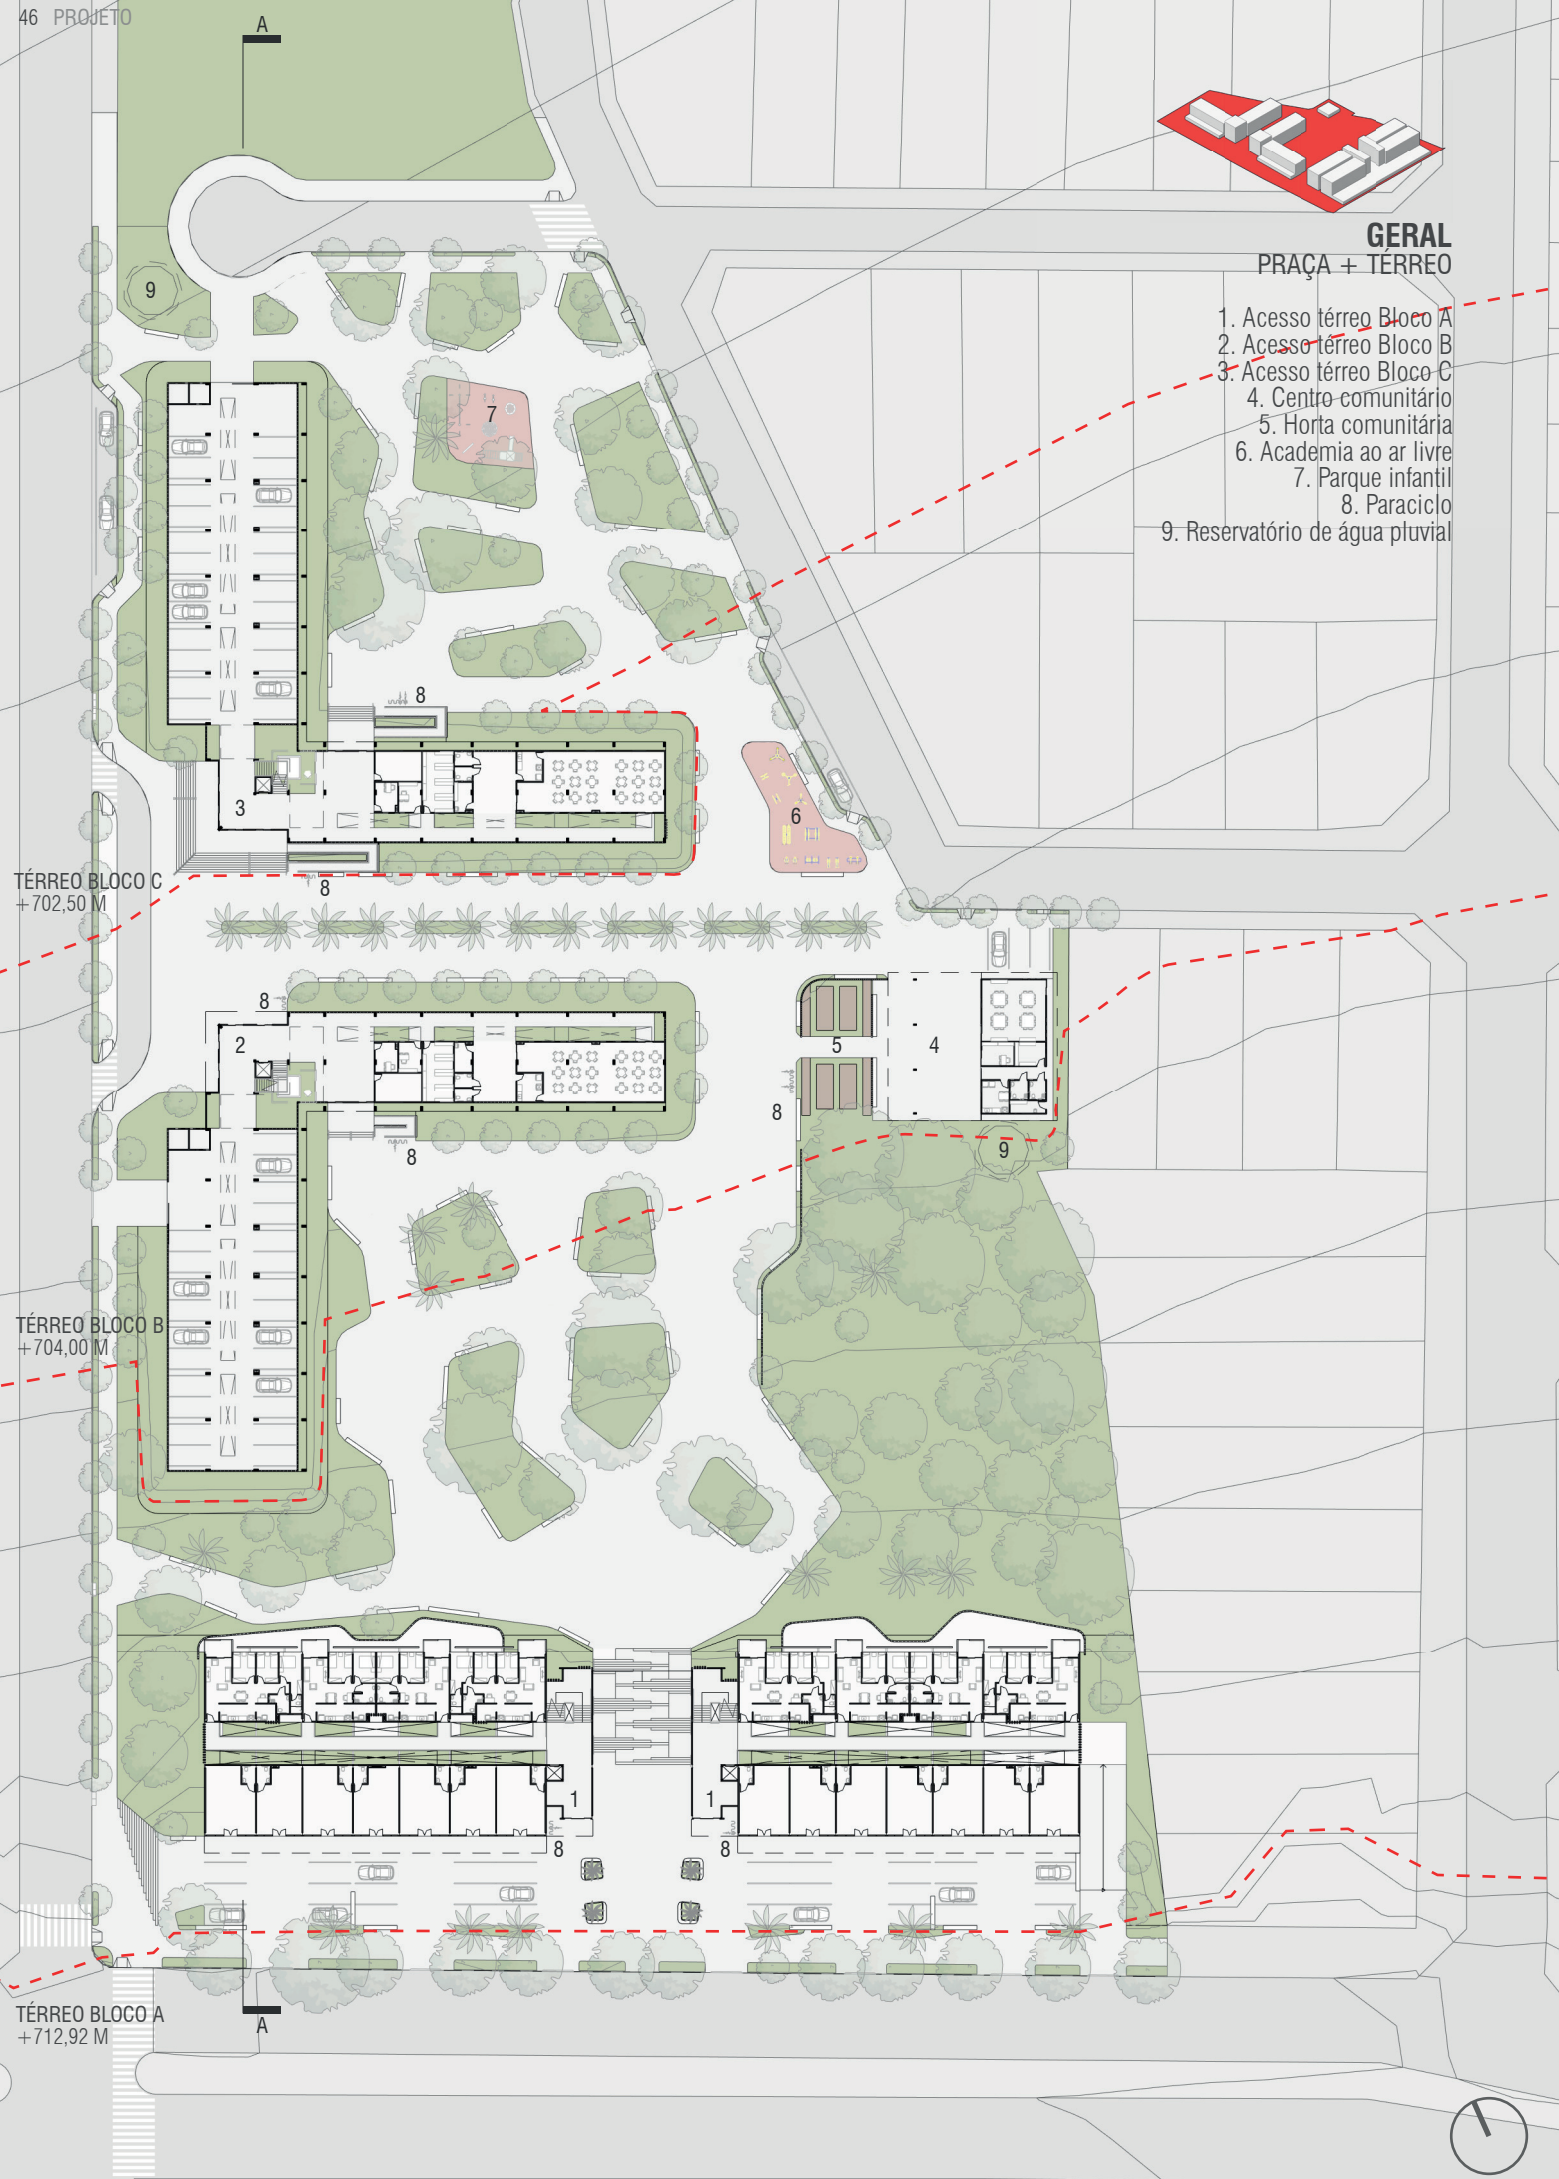 46 PROJETO
A
GERAL
PRAÇA + TÉRREO
1. Acesso térreo Bloco A
2. Acesso térreo Bloco B
3. Acesso térreo Bloco C
4. Centro comunitário
5. Horta comunitária
6. Academia ao ar livre
7. Parque infantil
8. Paraciclo
9. Reservatório de água pluvial
9
7
8
3
6
TÉRREO BLOCO C
+702,50 M
8
8
2
5
4
8
8
9
TÉRREO BLOCO B
+704,00 M
1
1
8
8
TÉRREO BLOCO A
+712,92 M
A